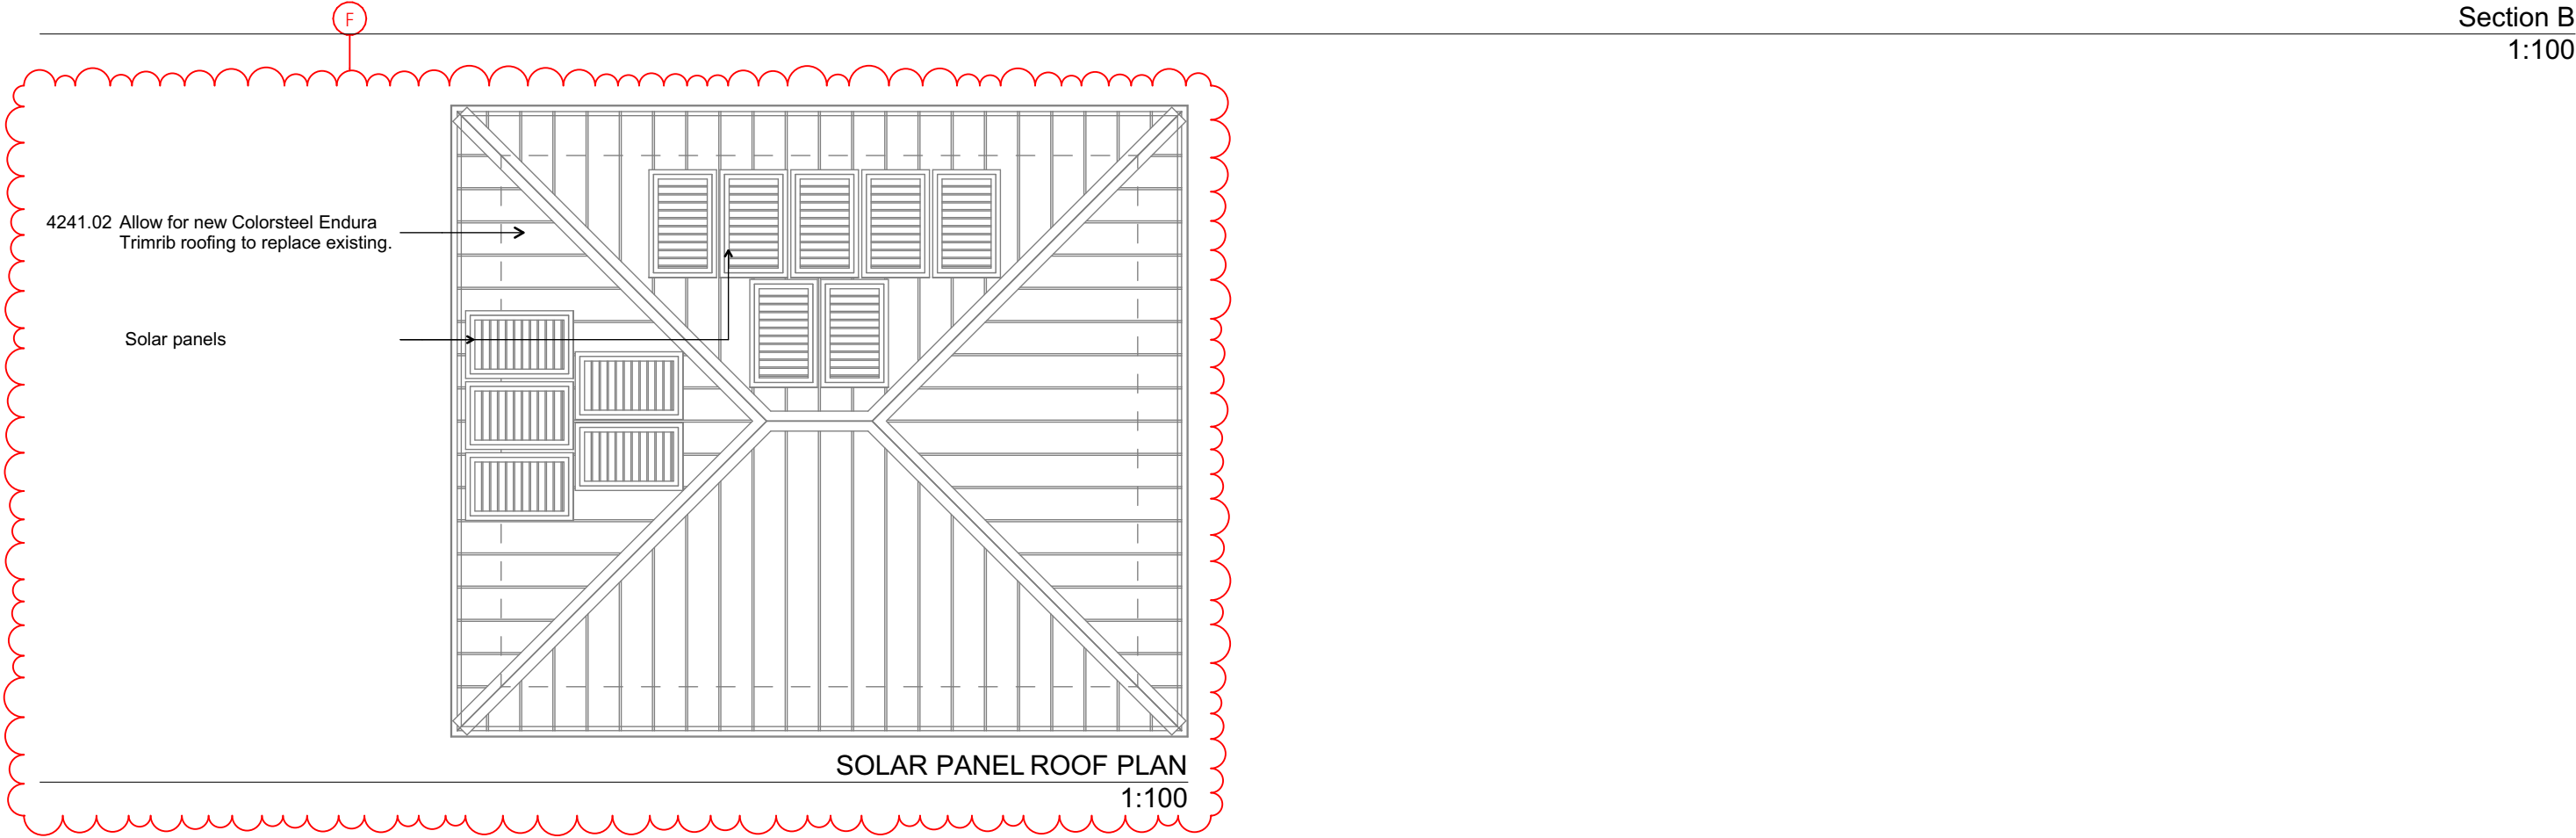 F
Section B
1:100
4241.02 Allow for new Colorsteel Endura
Trimrib roofing to replace existing.
Solar panels
SOLAR PANEL ROOF PLAN
1:100